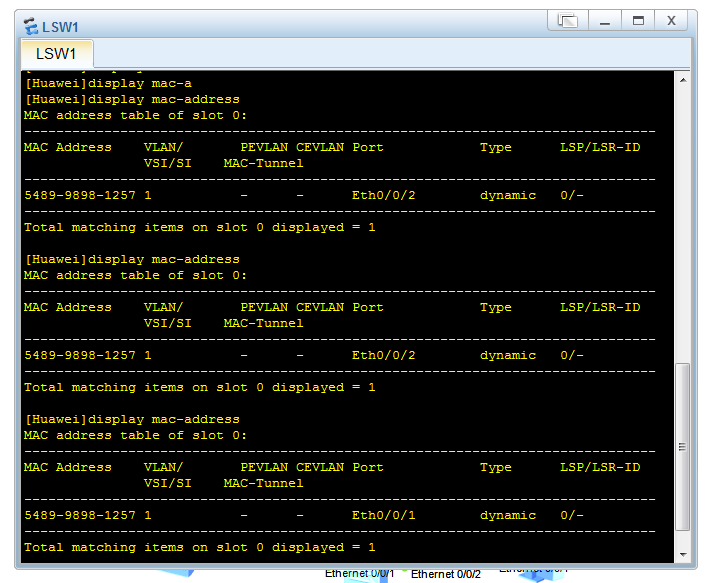 LSW1
X
LSW1
[Huawei]display mac-a
[Huawei]display mac-address
MAC address table of slot 0:
-------------------------------------------------------------------------------
MAC Address    VLAN/       PEVLAN CEVLAN Port            Type      LSP/LSR-ID
               VSI/SI    MAC-Tunnel
-------------------------------------------------------------------------------
5489-9898-1257 1           -      -      Eth0/0/2        dynamic   0/-
-------------------------------------------------------------------------------
Total matching items on slot 0 displayed = 1
[Huawei]display mac-address
MAC address table of slot 0:
-------------------------------------------------------------------------------
MAC Address    VLAN/       PEVLAN CEVLAN Port            Type      LSP/LSR-ID
               VSI/SI    MAC-Tunnel
-------------------------------------------------------------------------------
5489-9898-1257 1           -      -      Eth0/0/2        dynamic   0/-
-------------------------------------------------------------------------------
Total matching items on slot 0 displayed = 1
[Huawei]display mac-address
MAC address table of slot 0:
-------------------------------------------------------------------------------
MAC Address    VLAN/       PEVLAN CEVLAN Port            Type      LSP/LSR-ID
               VSI/SI    MAC-Tunnel
-------------------------------------------------------------------------------
5489-9898-1257 1           -      -      Eth0/0/1        dynamic   0/-
-------------------------------------------------------------------------------
Total matching items on slot 0 displayed = 1
Ethernet 0/0/1 Ethernet 0/0/2